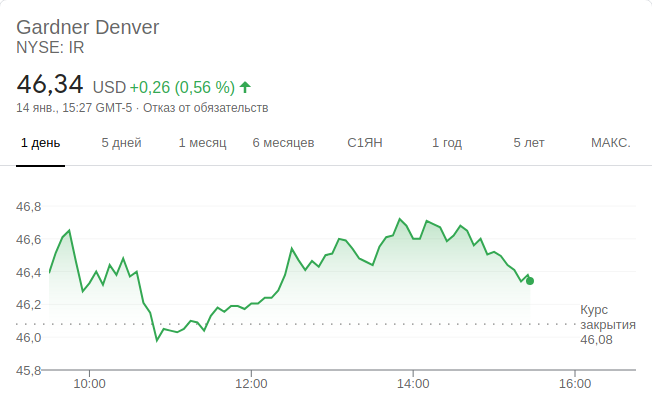 Gardner Denver
NYSE: IR
46,34 USD +0,26 (0,56 %)
14 янв., 15:27 GMT-5 · Отказ от обязательств
1 день 5 дней 1 месяц 6 месяцев С1ЯН 1 год 5 лет МАКС.
46,8
46,6
46,4
46,2
46,0
45,8
Курс
закрытия
46,08
10:00 12:00 14:00 16:00